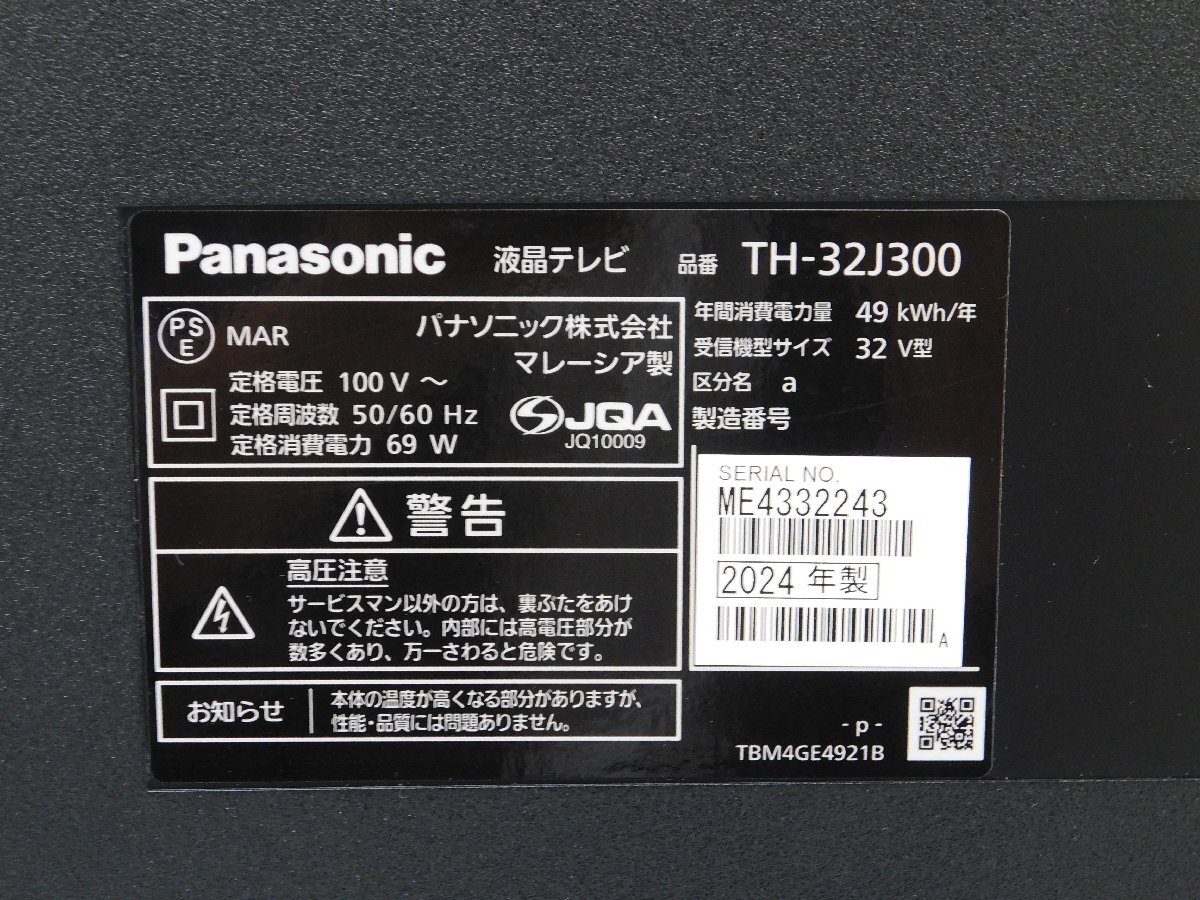 Panasonic 液晶テレビ 品番 TH-32J300
PSE MAR パナソニック株式会社
マレーシア製
定格電圧 100 V ～
定格周波数 50/60 Hz
定格消費電力 69 W
JQA
JQ10009
年間消費電力量 49 kWh/年
受信機型サイズ 32 V型
区分名 a
製造番号
SERIAL NO.
ME4332243
2024 年製
A
警告
高圧注意
サービスマン以外の方は、裏ぶたをあけ
ないでください。内部には高電圧部分が
数多くあり、万一さわると危険です。
お知らせ
本体の温度が高くなる部分がありますが、
性能・品質には問題ありません。
- p -
TBM4GE4921B